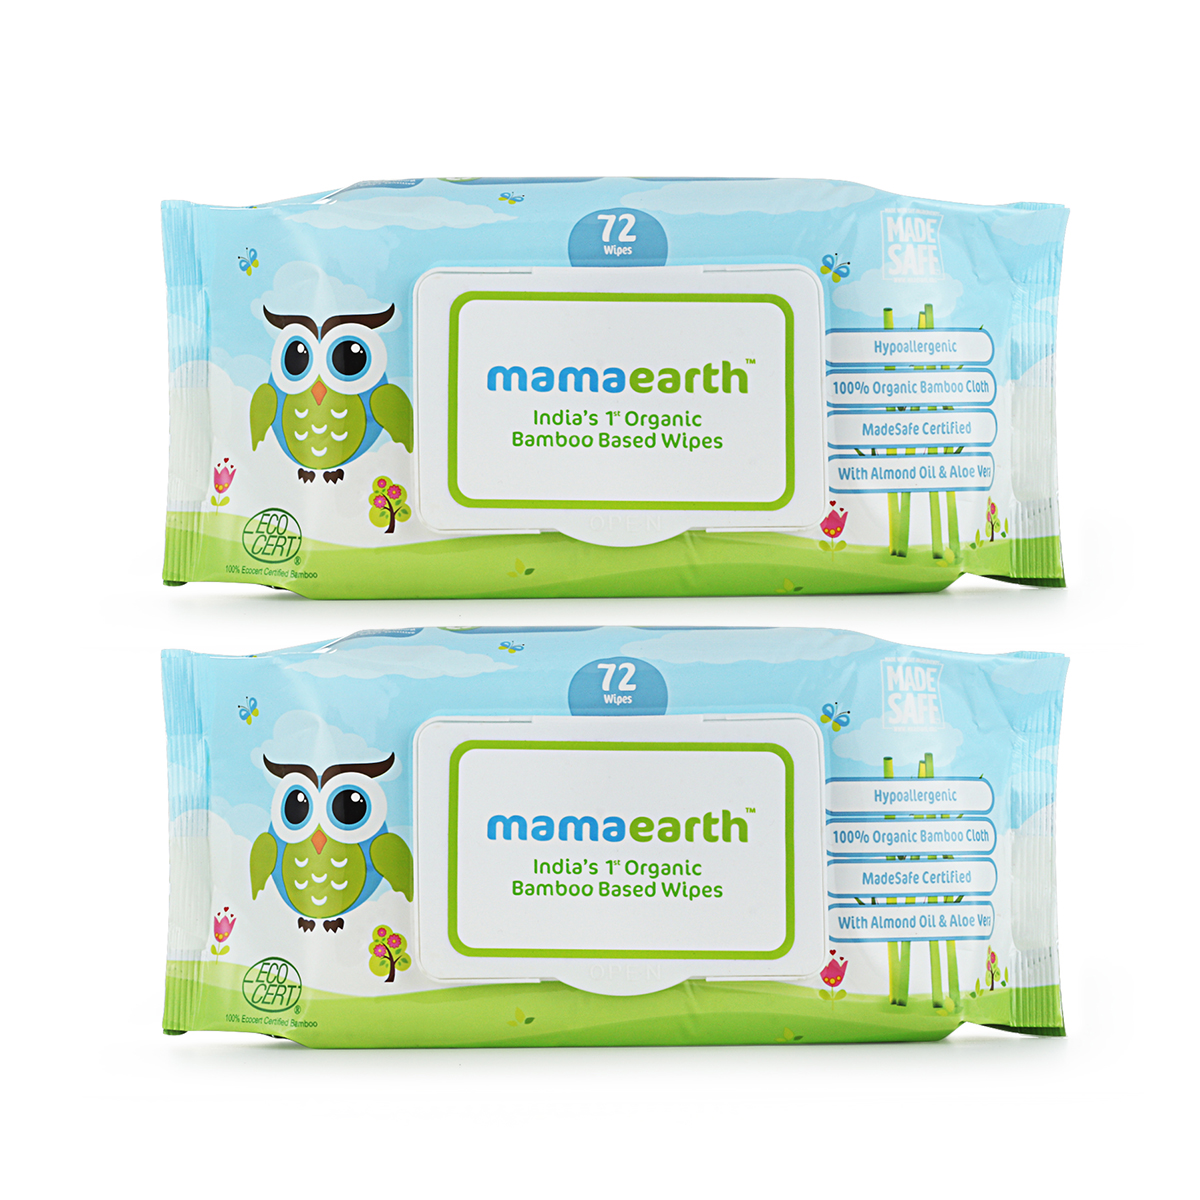 72
Wipes
MADE
SAFE
mamaearth™
India's 1st Organic
Bamboo Based Wipes
Hypoallergenic
100% Organic Bamboo Cloth
MadeSafe Certified
With Almond Oil & Aloe Vera
OPEN
ECO
CERT®
100% Ecocert Certified Bamboo
72
Wipes
MADE
SAFE
mamaearth™
India's 1st Organic
Bamboo Based Wipes
Hypoallergenic
100% Organic Bamboo Cloth
MadeSafe Certified
With Almond Oil & Aloe Vera
OPEN
ECO
CERT®
100% Ecocert Certified Bamboo